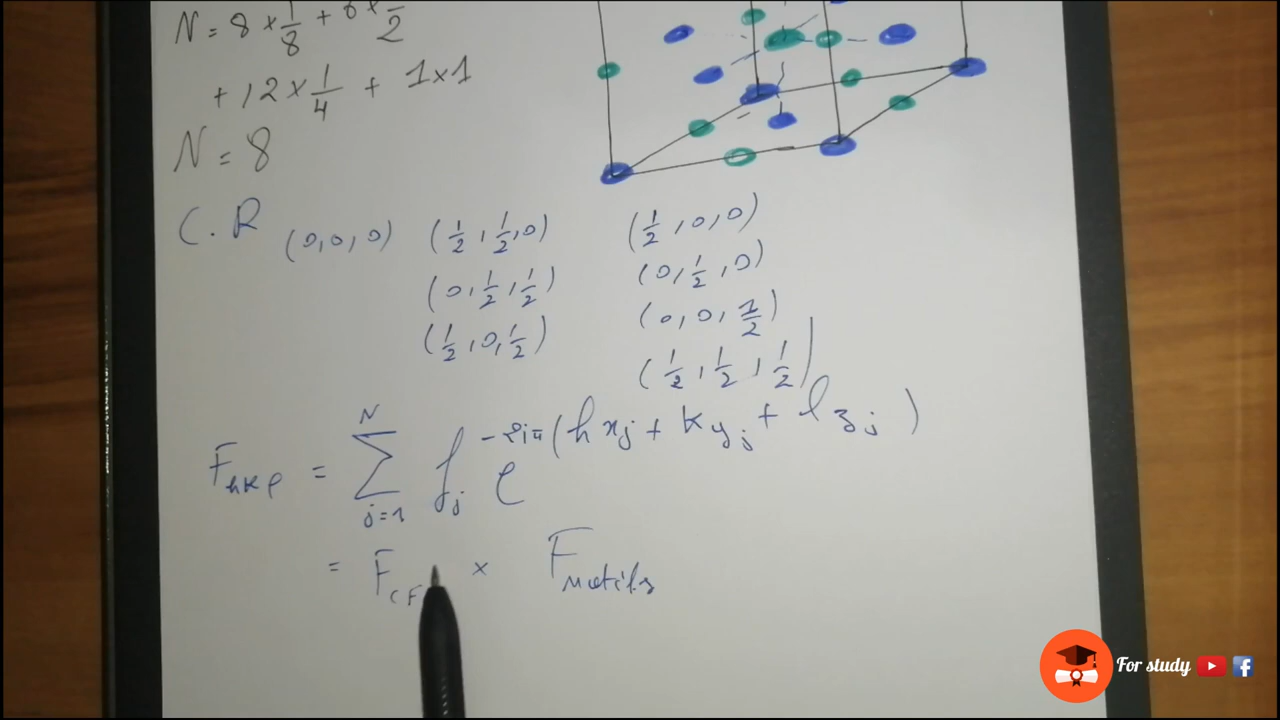 N = 8 × 1/8 + 6 × 1/2
+ 12 × 1/4 + 1×1
N = 8
C.R (0,0,0) (1/2,1/2,0) (1/2,0,0)
(0,1/2,1/2) (0,1/2,0)
(1/2,0,1/2) (0,0,1/2)
(1/2,1/2,1/2)
F_hkl = Σ_{j=1}^{N} f_j e^{-2iπ(h x_j + k y_j + l z_j)}
= F_CF × F_motifs
For study